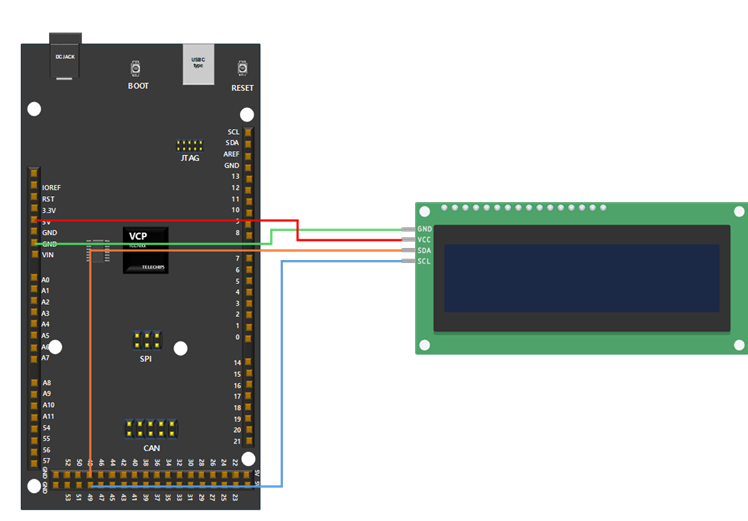 DC JACK
USB C
type
BOOT
RESET
JTAG
SCL
SDA
AREF
GND
13
12
11
10
9
8
7
6
5
4
3
2
1
0
14
15
16
17
18
19
20
21
IOREF
RST
3.3V
5V
GND
GND
VIN
A0
A1
A2
A3
A4
A5
A6
A7
A8
A9
A10
A11
54
55
56
57
VCP
TELECHIPS
SPI
CAN
GND 52 50 48 46 44 42 40 38 36 34 32 30 28 26 24 22 5V
GND 53 51 49 47 45 43 41 39 37 35 33 31 29 27 25 23
GND
VCC
SDA
SCL